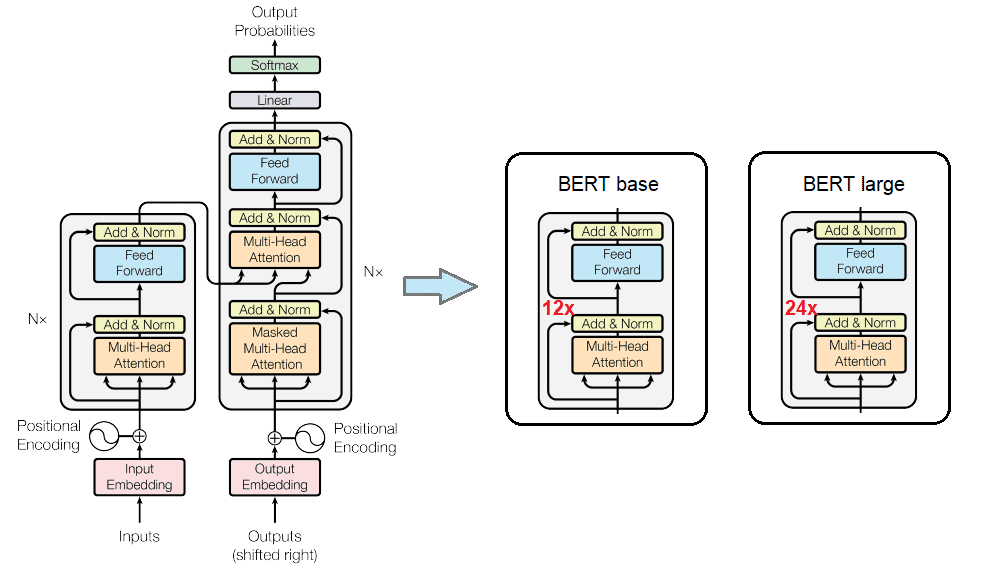 Output
Probabilities
Softmax
Linear
Add & Norm
Feed
Forward
Add & Norm
Multi-Head
Attention
Nx
Add & Norm
Masked
Multi-Head
Attention
Positional
Encoding
Output
Embedding
Outputs
(shifted right)
Add & Norm
Feed
Forward
Nx
Add & Norm
Multi-Head
Attention
Positional
Encoding
Input
Embedding
Inputs
BERT base
Add & Norm
Feed
Forward
12x
Add & Norm
Multi-Head
Attention
BERT large
Add & Norm
Feed
Forward
24x
Add & Norm
Multi-Head
Attention